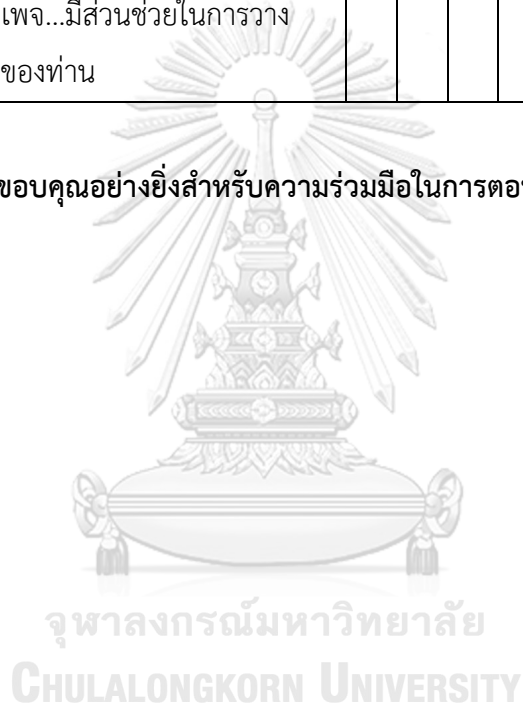 เพจ...มีส่วนช่วยในการวาง
ของท่าน
ขอบคุณอย่างยิ่งสำหรับความร่วมมือในการตอบ
จุฬาลงกรณ์มหาวิทยาลัย
CHULALONGKORN UNIVERSITY